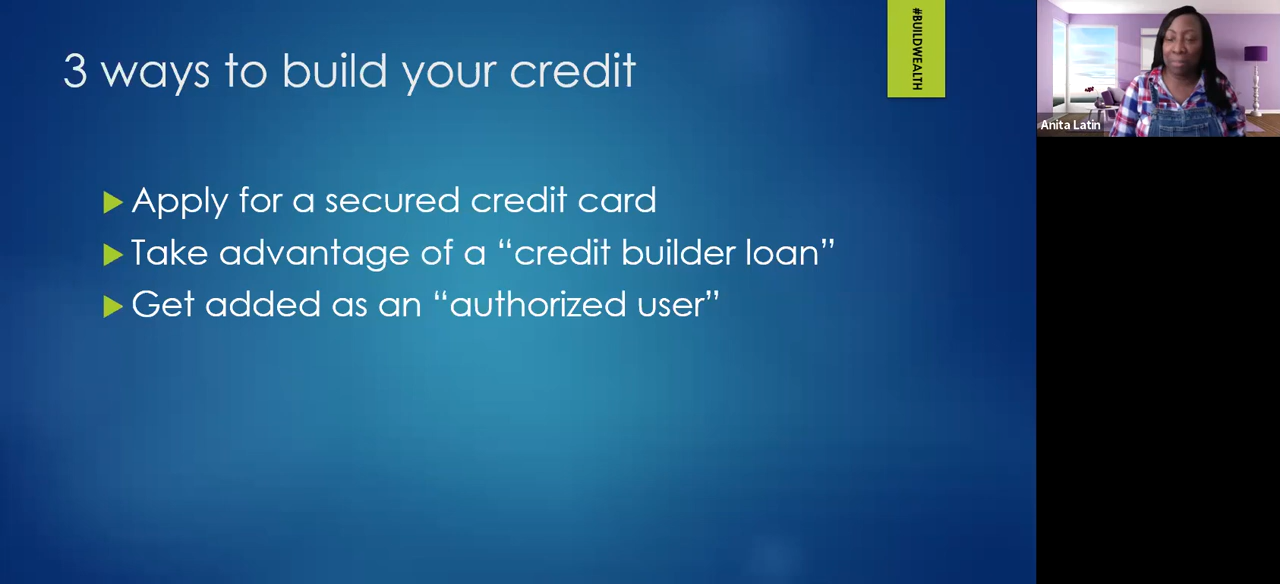 3 ways to build your credit
#BUILDWEALTH
Apply for a secured credit card
Take advantage of a “credit builder loan”
Get added as an “authorized user”
Anita Latin